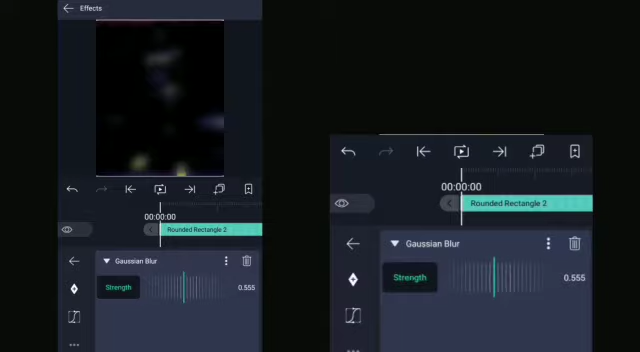 Effects
00:00:00
Rounded Rectangle 2
Gaussian Blur
Strength
0.555
00:00:00
Rounded Rectangle 2
Gaussian Blur
Strength
0.555